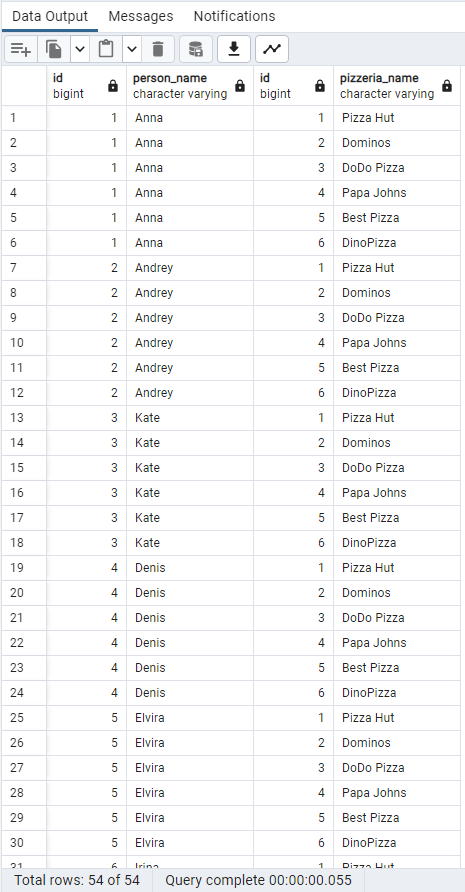 Data Output Messages Notifications
id person_name id pizzeria_name
bigint character varying bigint character varying
1 1 Anna 1 Pizza Hut
2 1 Anna 2 Dominos
3 1 Anna 3 DoDo Pizza
4 1 Anna 4 Papa Johns
5 1 Anna 5 Best Pizza
6 1 Anna 6 DinoPizza
7 2 Andrey 1 Pizza Hut
8 2 Andrey 2 Dominos
9 2 Andrey 3 DoDo Pizza
10 2 Andrey 4 Papa Johns
11 2 Andrey 5 Best Pizza
12 2 Andrey 6 DinoPizza
13 3 Kate 1 Pizza Hut
14 3 Kate 2 Dominos
15 3 Kate 3 DoDo Pizza
16 3 Kate 4 Papa Johns
17 3 Kate 5 Best Pizza
18 3 Kate 6 DinoPizza
19 4 Denis 1 Pizza Hut
20 4 Denis 2 Dominos
21 4 Denis 3 DoDo Pizza
22 4 Denis 4 Papa Johns
23 4 Denis 5 Best Pizza
24 4 Denis 6 DinoPizza
25 5 Elvira 1 Pizza Hut
26 5 Elvira 2 Dominos
27 5 Elvira 3 DoDo Pizza
28 5 Elvira 4 Papa Johns
29 5 Elvira 5 Best Pizza
30 5 Elvira 6 DinoPizza
31 6 Irina 1 Pizza Hut
Total rows: 54 of 54 Query complete 00:00:00.055